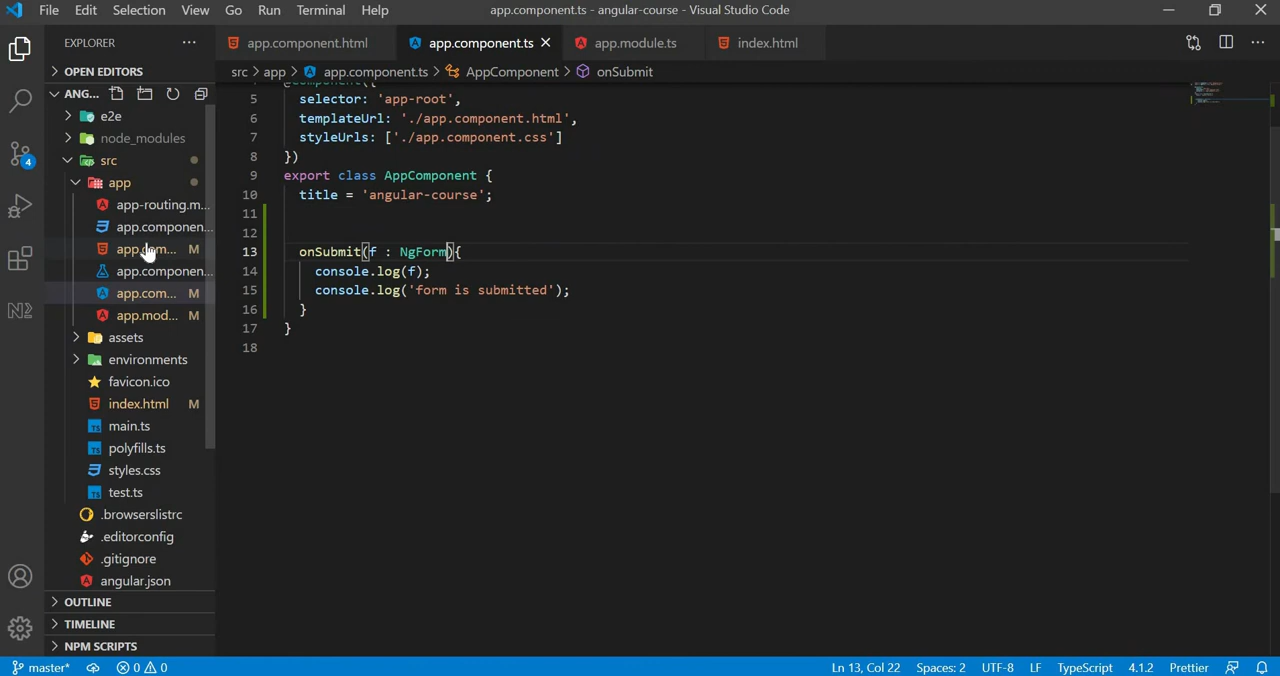 File Edit Selection View Go Run Terminal Help app.component.ts - angular-course - Visual Studio Code
EXPLORER
app.component.html app.component.ts app.module.ts index.html
OPEN EDITORS
src > app > app.component.ts > AppComponent > onSubmit
ANG...
e2e
node_modules
src
app
app-routing.m...
app.componen...
app.com... M
app.componen...
app.com... M
app.mod... M
assets
environments
favicon.ico
index.html M
main.ts
polyfills.ts
styles.css
test.ts
.browserslistrc
.editorconfig
.gitignore
angular.json
OUTLINE
TIMELINE
NPM SCRIPTS
4
5 selector: 'app-root',
6 templateUrl: './app.component.html',
7 styleUrls: ['./app.component.css']
8 })
9 export class AppComponent {
10 title = 'angular-course';
11
12
13 onSubmit(f : NgForm){
14 console.log(f);
15 console.log('form is submitted');
16 }
17 }
18
master* 0 0 Ln 13, Col 22 Spaces: 2 UTF-8 LF TypeScript 4.1.2 Prettier